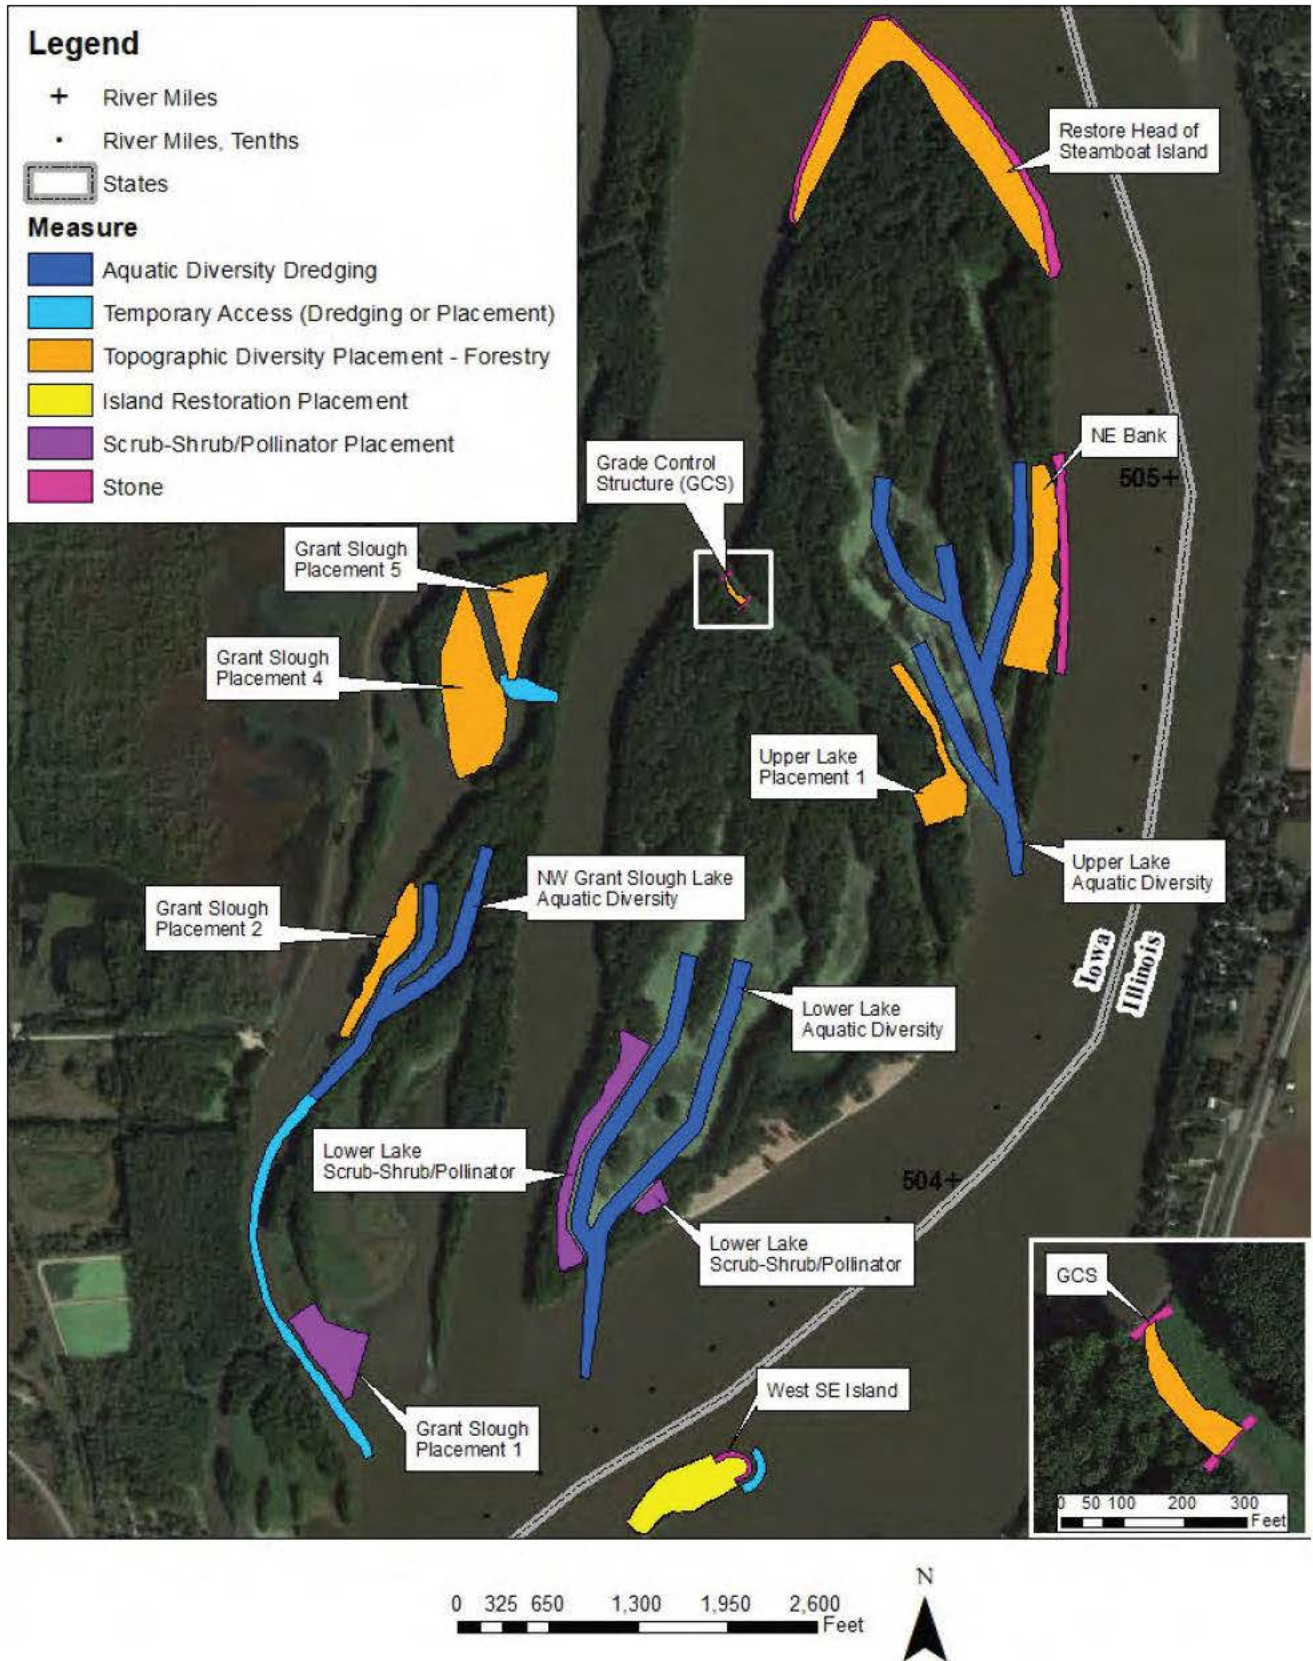 Legend
+ River Miles
· River Miles, Tenths
States
Measure
Aquatic Diversity Dredging
Temporary Access (Dredging or Placement)
Topographic Diversity Placement - Forestry
Island Restoration Placement
Scrub-Shrub/Pollinator Placement
Stone
Restore Head of
Steamboat Island
NE Bank
505+
Grade Control
Structure (GCS)
Grant Slough
Placement 5
Grant Slough
Placement 4
Upper Lake
Placement 1
Upper Lake
Aquatic Diversity
NW Grant Slough Lake
Aquatic Diversity
Grant Slough
Placement 2
Iowa
Illinois
Lower Lake
Aquatic Diversity
Lower Lake
Scrub-Shrub/Pollinator
504+
Lower Lake
Scrub-Shrub/Pollinator
GCS
West SE Island
Grant Slough
Placement 1
0 50 100 200 300
Feet
N
0 325 650 1,300 1,950 2,600
Feet